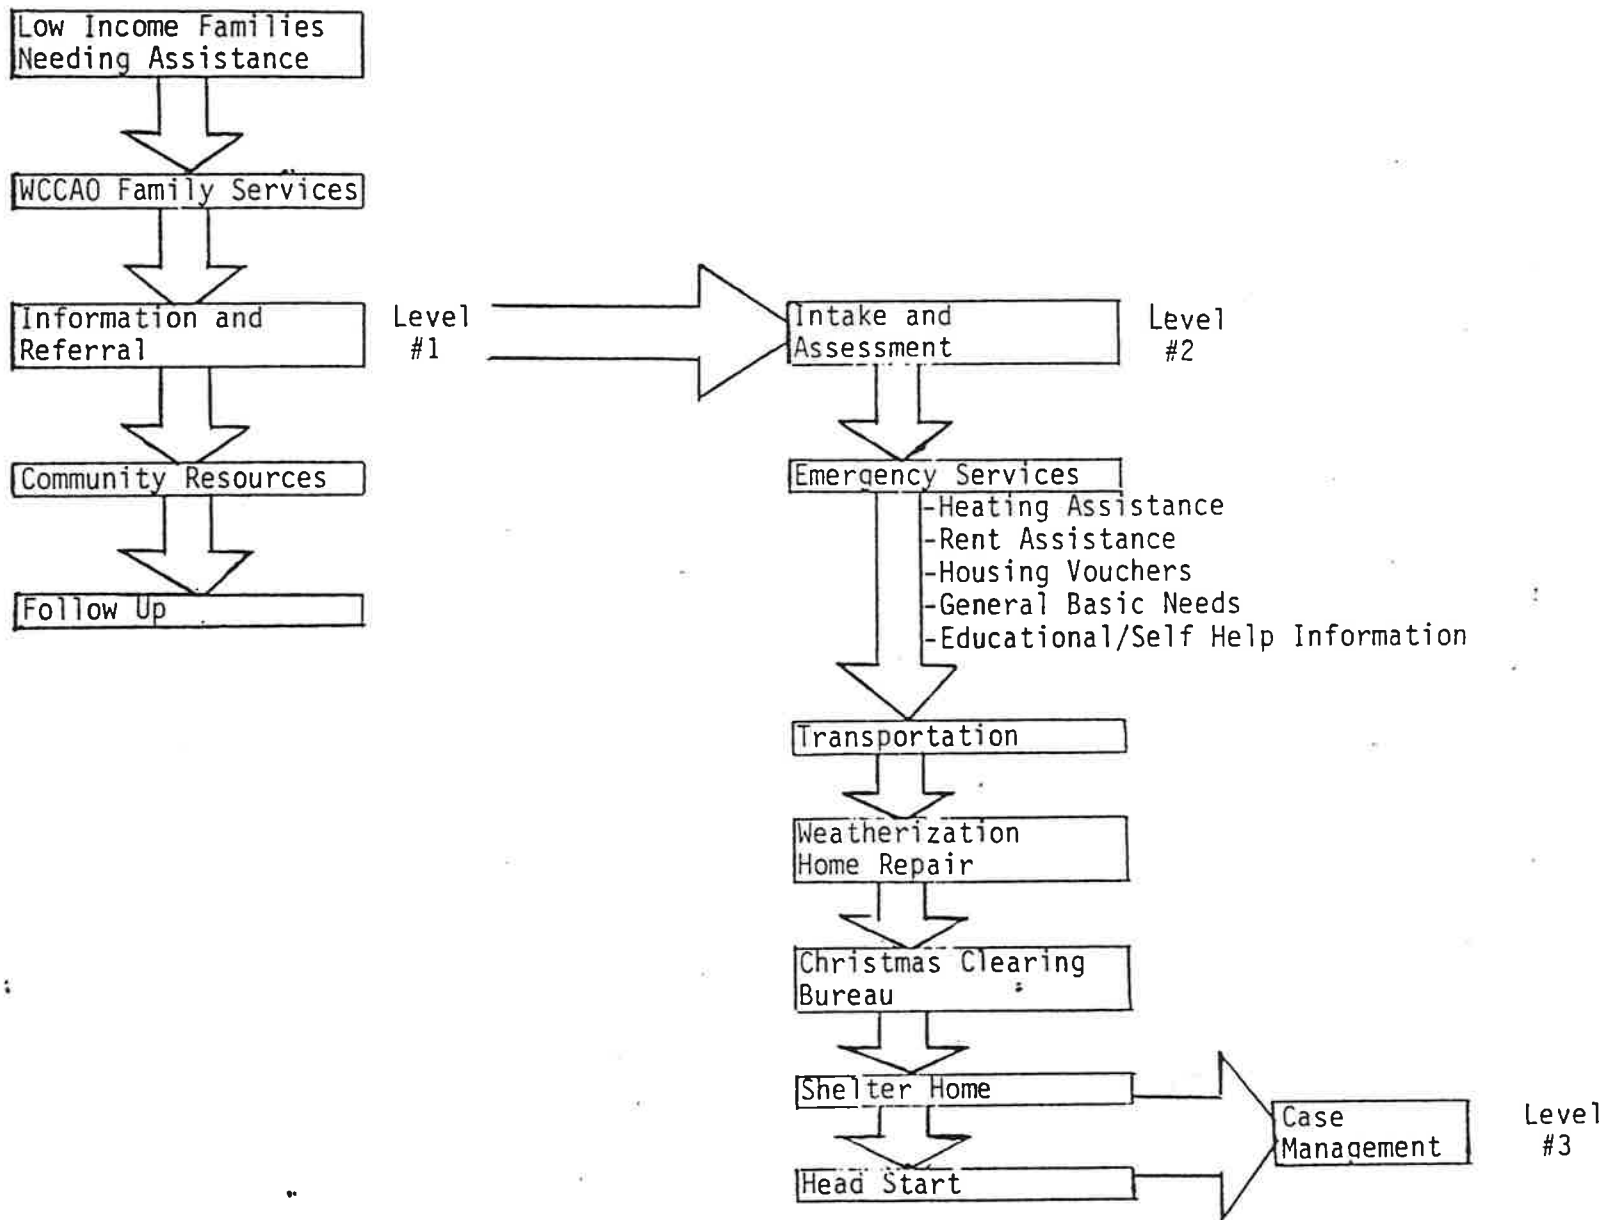 Low Income Families
Needing Assistance
WCCAO Family Services
Information and
Referral
Level
#1
Community Resources
Follow Up
Intake and
Assessment
Level
#2
Emergency Services
-Heating Assistance
-Rent Assistance
-Housing Vouchers
-General Basic Needs
-Educational/Self Help Information
Transportation
Weatherization
Home Repair
Christmas Clearing
Bureau
Shelter Home
Head Start
Case
Management
Level
#3